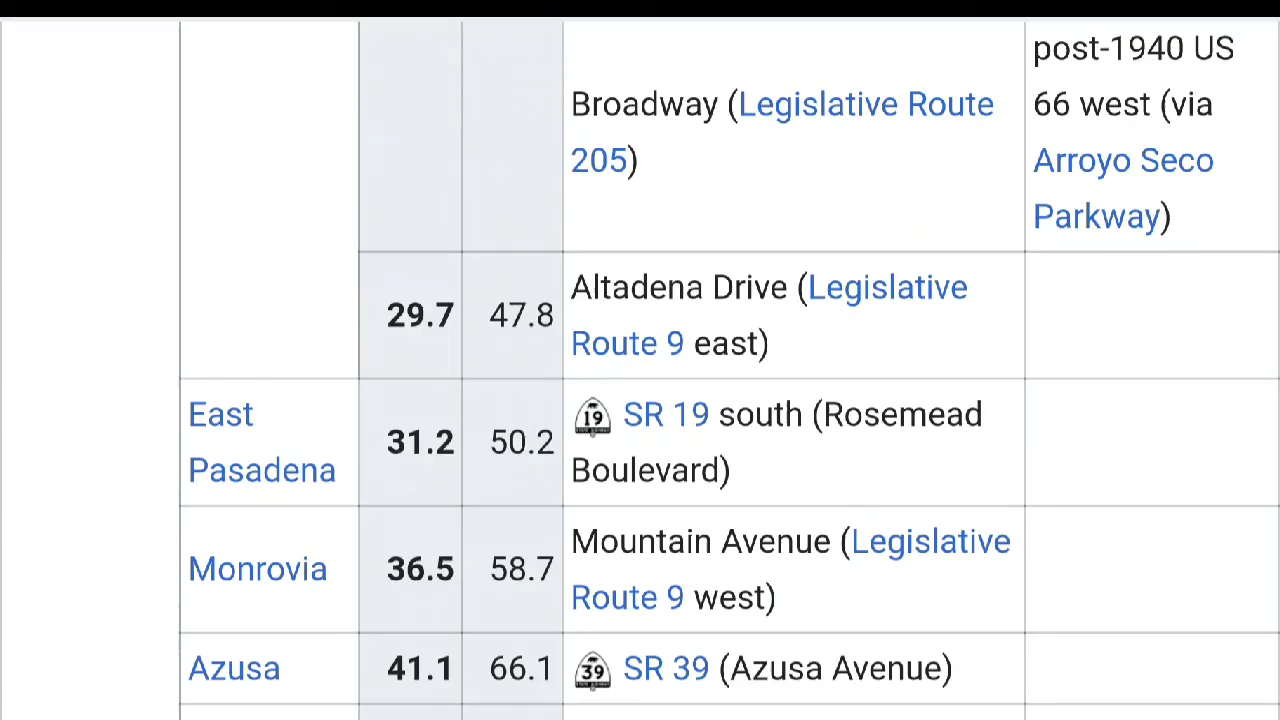 post-1940 US
Broadway (Legislative Route
66 west (via
205)
Arroyo Seco
Parkway)
29.7 47.8 Altadena Drive (Legislative
Route 9 east)
East
Pasadena
31.2 50.2 19 SR 19 south (Rosemead
Boulevard)
Monrovia 36.5 58.7 Mountain Avenue (Legislative
Route 9 west)
Azusa 41.1 66.1 39 SR 39 (Azusa Avenue)